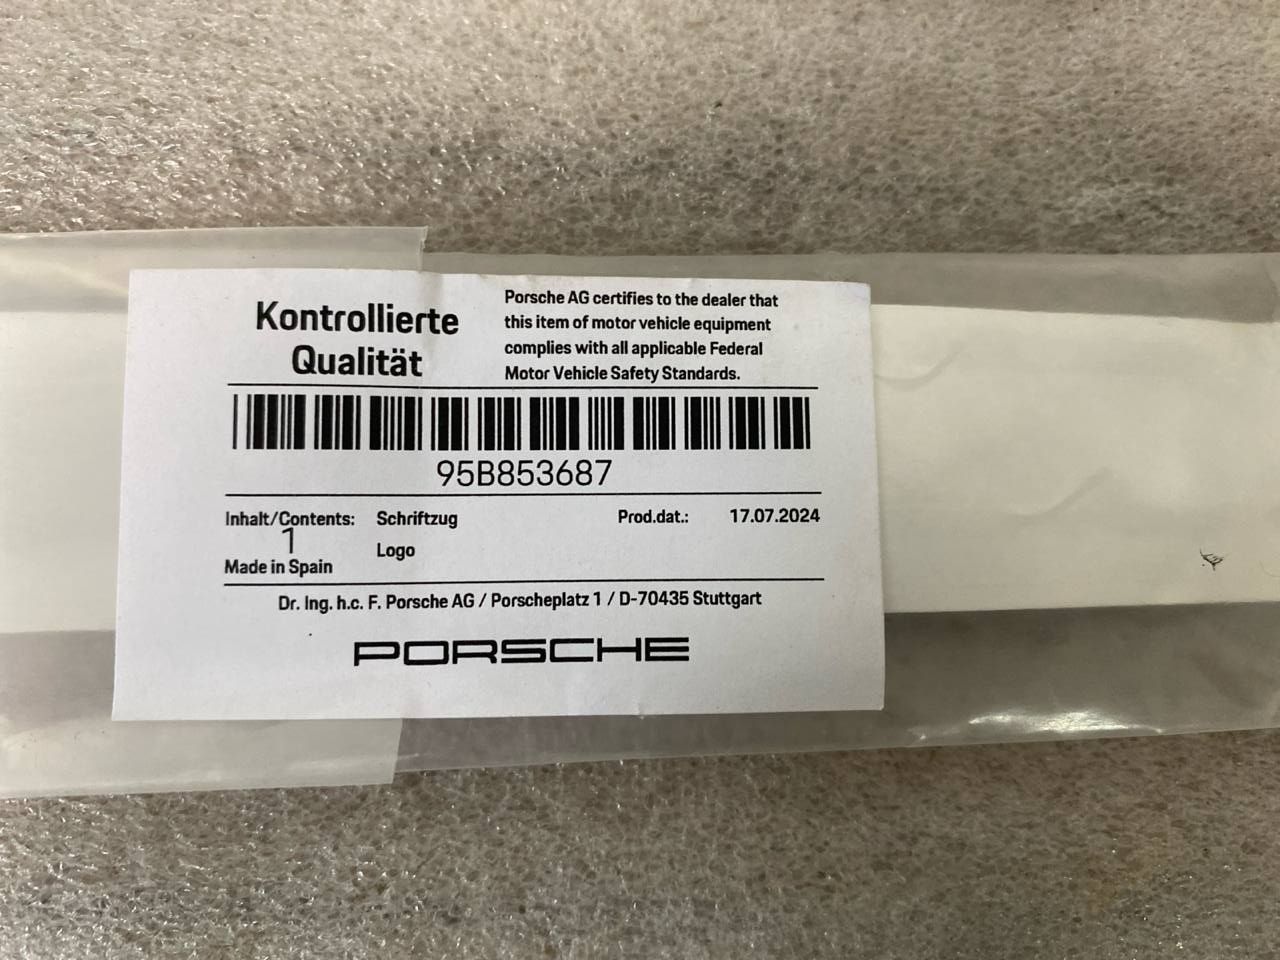 Kontrollierte
Qualität
Porsche AG certifies to the dealer that
this item of motor vehicle equipment
complies with all applicable Federal
Motor Vehicle Safety Standards.
95B853687
Inhalt/Contents: Schriftzug Prod.dat.: 17.07.2024
1 Logo
Made in Spain
Dr. Ing. h.c. F. Porsche AG / Porscheplatz 1 / D-70435 Stuttgart
PORSCHE